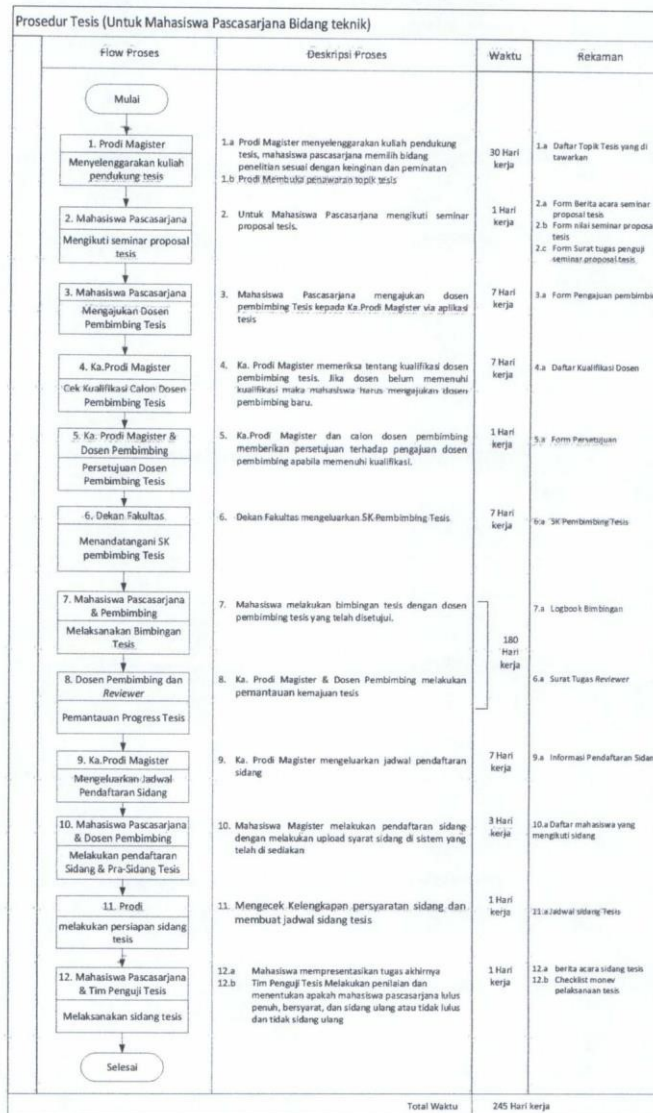 Prosedur Tesis (Untuk Mahasiswa Pascasarjana Bidang teknik)
Flow Proses
Deskripsi Proses
Waktu
Rekaman
Mulai
1. Prodi Magister
Menyelenggarakan kuliah
pendukung tesis
1.a Prodi Magister menyelenggarakan kuliah pendukung
tesis, mahasiswa pascasarjana memilih bidang
penelitian sesuai dengan keinginan dan peminatan
1.b Prodi Membuka penawaran topik tesis
30 Hari
kerja
1.a Daftar Topik Tesis yang di
tawarkan
2. Mahasiswa Pascasarjana
Mengikuti seminar proposal
tesis
2. Untuk Mahasiswa Pascasarjana mengikuti seminar
proposal tesis.
1 Hari
kerja
2.a Form Berita acara seminar
proposal tesis
2.b Form nilai seminar proposa
tesis
2.c Form Surat tugas penguji
seminar proposal tesis
3. Mahasiswa Pascasarjana
Mengajukan Dosen
Pembimbing Tesis
3. Mahasiswa Pascasarjana mengajukan dosen
pembimbing Tesis kepada Ka.Prodi Magister via aplikasi
tesis
7 Hari
kerja
3.a Form Pengajuan pembimbin
4. Ka.Prodi Magister
Cek Kualifikasi Calon Dosen
Pembimbing Tesis
4. Ka. Prodi Magister memeriksa tentang kualifikasi dosen
pembimbing tesis. Jika dosen belum memenuhi
kualifikasi maka mahasiswa harus mengajukan dosen
pembimbing baru.
7 Hari
kerja
4.a Daftar Kualifikasi Dosen
5. Ka. Prodi Magister &
Dosen Pembimbing
Persetujuan Dosen
Pembimbing Tesis
5. Ka.Prodi Magister dan calon dosen pembimbing
memberikan persetujuan terhadap pengajuan dosen
pembimbing apabila memenuhi kualifikasi.
1 Hari
kerja
5.a Form Persetujuan
6. Dekan Fakultas
Menandatangani SK
pembimbing Tesis
6. Dekan Fakultas mengeluarkan SK Pembimbing Tesis
7 Hari
kerja
6.a SK Pembimbing Tesis
7. Mahasiswa Pascasarjana
& Pembimbing
Melaksanakan Bimbingan
Tesis
7. Mahasiswa melakukan bimbingan tesis dengan dosen
pembimbing tesis yang telah disetujui.
180
Hari
kerja
7.a Logbook Bimbingan
8. Dosen Pembimbing dan
Reviewer
Pemantauan Progress Tesis
8. Ka. Prodi Magister & Dosen Pembimbing melakukan
pemantauan kemajuan tesis
6.a Surat Tugas Reviewer
9. Ka.Prodi Magister
Mengeluarkan Jadwal
Pendaftaran Sidang
9. Ka. Prodi Magister mengeluarkan jadwal pendaftaran
sidang
7 Hari
kerja
9.a Informasi Pendaftaran Sidan
10. Mahasiswa Pascasarjana
& Dosen Pembimbing
Melakukan pendaftaran
Sidang & Pra-Sidang Tesis
10. Mahasiswa Magister melakukan pendaftaran sidang
dengan melakukan upload syarat sidang di sistem yang
telah di sediakan
3 Hari
kerja
10.a Daftar mahasiswa yang
mengikuti sidang
11. Prodi
melakukan persiapan sidang
tesis
11. Mengecek Kelengkapan persyaratan sidang dan
membuat jadwal sidang tesis
1 Hari
kerja
11.a Jadwal sidang Tesis
12. Mahasiswa Pascasarjana
& Tim Penguji Tesis
Melaksanakan sidang tesis
12.a Mahasiswa mempresentasikan tugas akhirnya
12.b Tim Penguji Tesis Melakukan penilaian dan
menentukan apakah mahasiswa pascasarjana lulus
penuh, bersyarat, dan sidang ulang atau tidak lulus
dan tidak sidang ulang
1 Hari
kerja
12.a berita acara sidang tesis
12.b Checklist monev
pelaksanaan tesis
Selesai
Total Waktu
245 Hari kerja